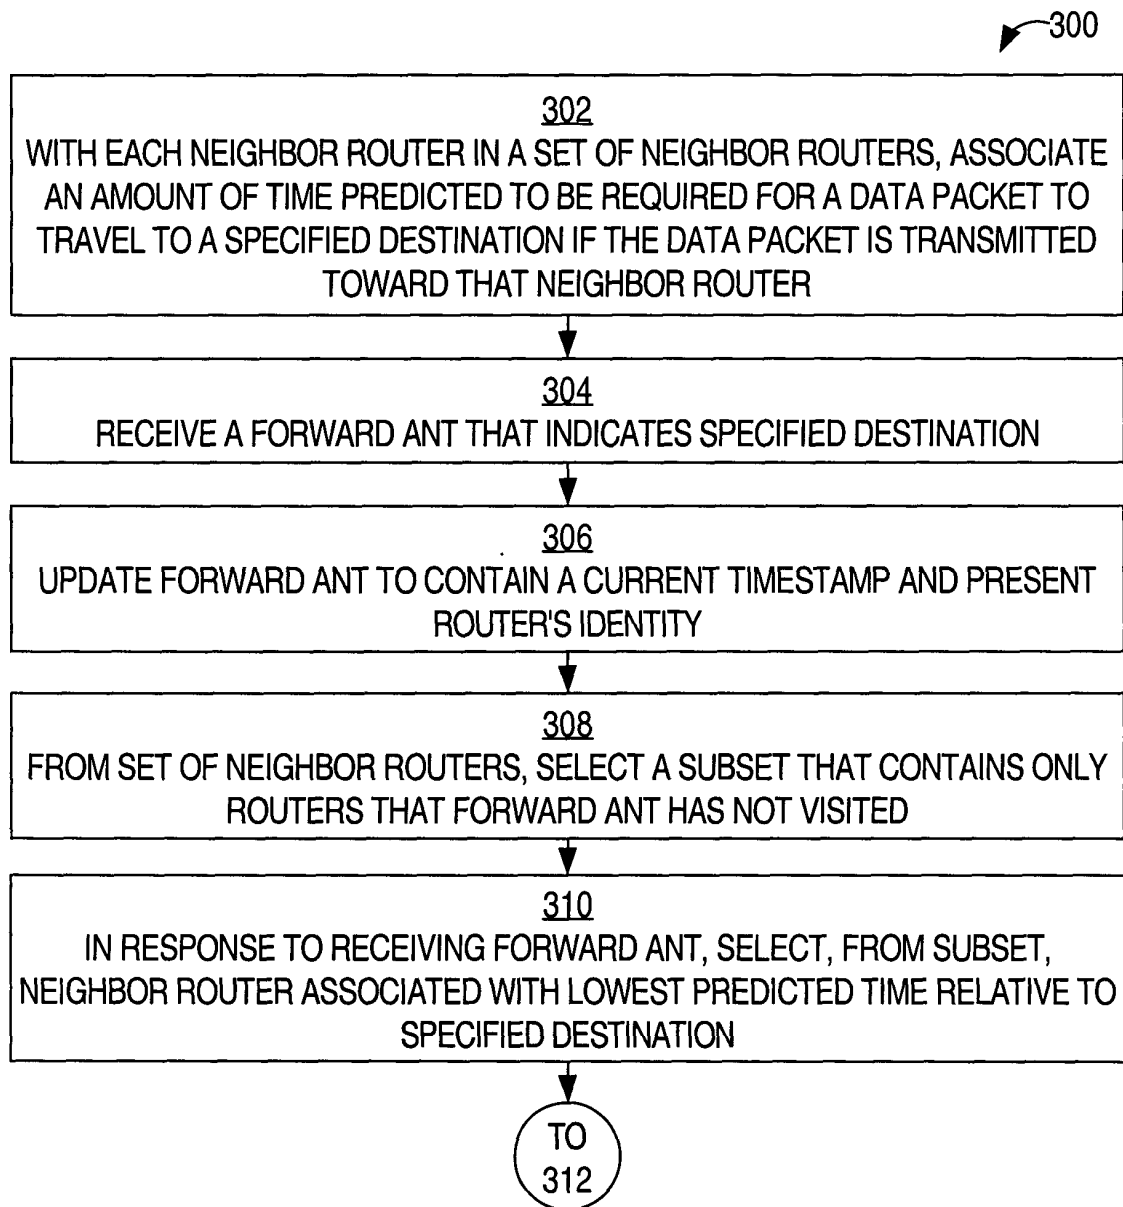 300
302
WITH EACH NEIGHBOR ROUTER IN A SET OF NEIGHBOR ROUTERS, ASSOCIATE
AN AMOUNT OF TIME PREDICTED TO BE REQUIRED FOR A DATA PACKET TO
TRAVEL TO A SPECIFIED DESTINATION IF THE DATA PACKET IS TRANSMITTED
TOWARD THAT NEIGHBOR ROUTER
304
RECEIVE A FORWARD ANT THAT INDICATES SPECIFIED DESTINATION
306
UPDATE FORWARD ANT TO CONTAIN A CURRENT TIMESTAMP AND PRESENT
ROUTER'S IDENTITY
308
FROM SET OF NEIGHBOR ROUTERS, SELECT A SUBSET THAT CONTAINS ONLY
ROUTERS THAT FORWARD ANT HAS NOT VISITED
310
IN RESPONSE TO RECEIVING FORWARD ANT, SELECT, FROM SUBSET,
NEIGHBOR ROUTER ASSOCIATED WITH LOWEST PREDICTED TIME RELATIVE TO
SPECIFIED DESTINATION
TO
312